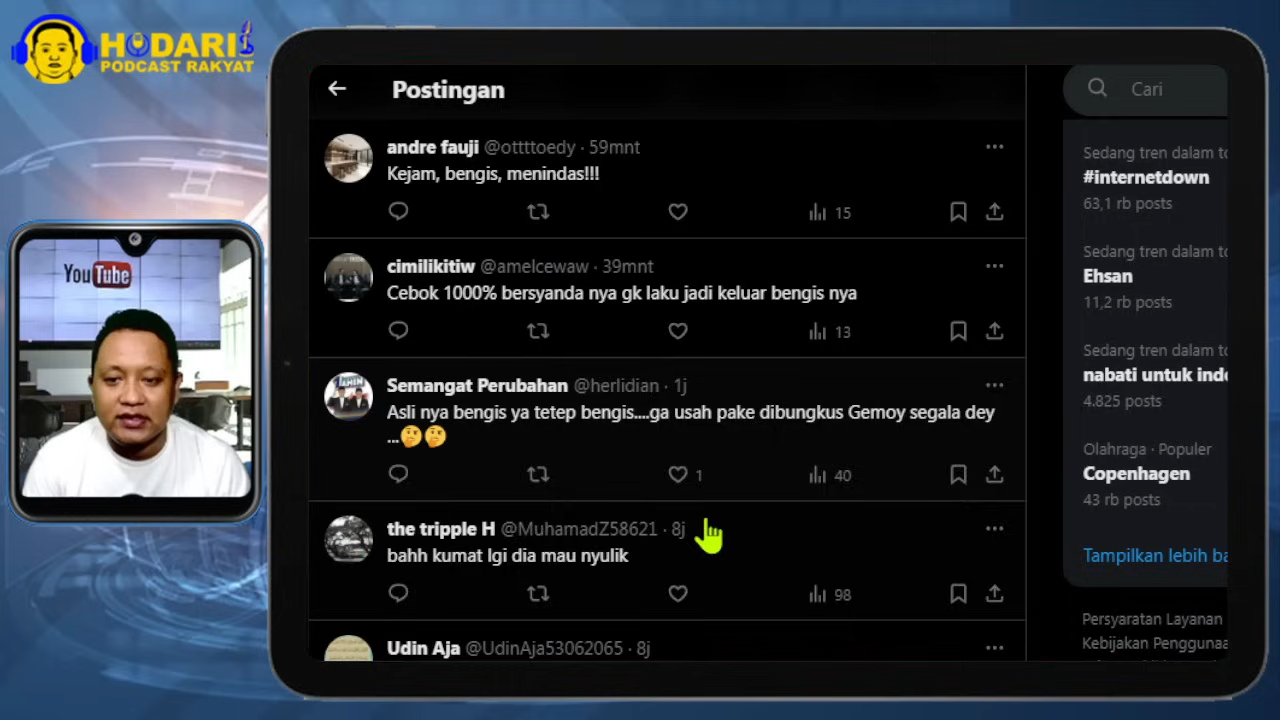 HODARI
PODCAST RAKYAT
YouTube
Postingan
andre fauji @ottttoedy · 59mnt
Kejam, bengis, menindas!!!
15
cimilikitiw @amelcewaw · 39mnt
Cebok 1000% bersyanda nya gk laku jadi keluar bengis nya
13
Semangat Perubahan @herlidian · 1j
Asli nya bengis ya tetep bengis....ga usah pake dibungkus Gemoy segala dey
...🤔🤔
1 40
the tripple H @MuhamadZ58621 · 8j
bahh kumat lgi dia mau nyulik
98
Udin Aja @UdinAja53062065 · 8j
Cari
Sedang tren dalam to
#internetdown
63,1 rb posts
Sedang tren dalam to
Ehsan
11,2 rb posts
Sedang tren dalam to
nabati untuk indo
4.825 posts
Olahraga · Populer
Copenhagen
43 rb posts
Tampilkan lebih ba
Persyaratan Layanan
Kebijakan Pengguna